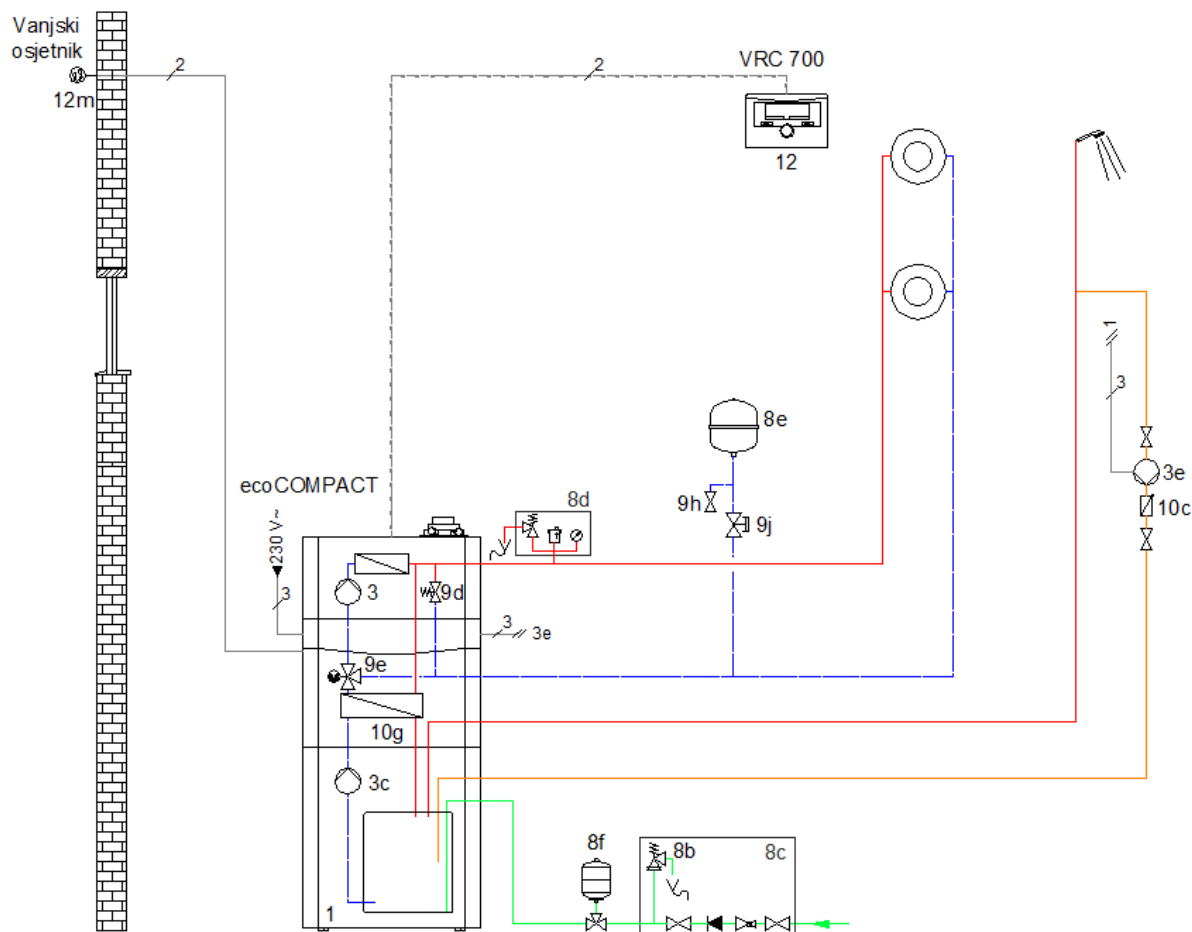 Vanjski
osjetnik
12m
2
2
VRC 700
12
1
3
3e
10c
8e
9h
9j
ecoCOMPACT
230 V~
3
8d
3
9d
3
3e
9e
10g
3c
1
8f
8b
8c